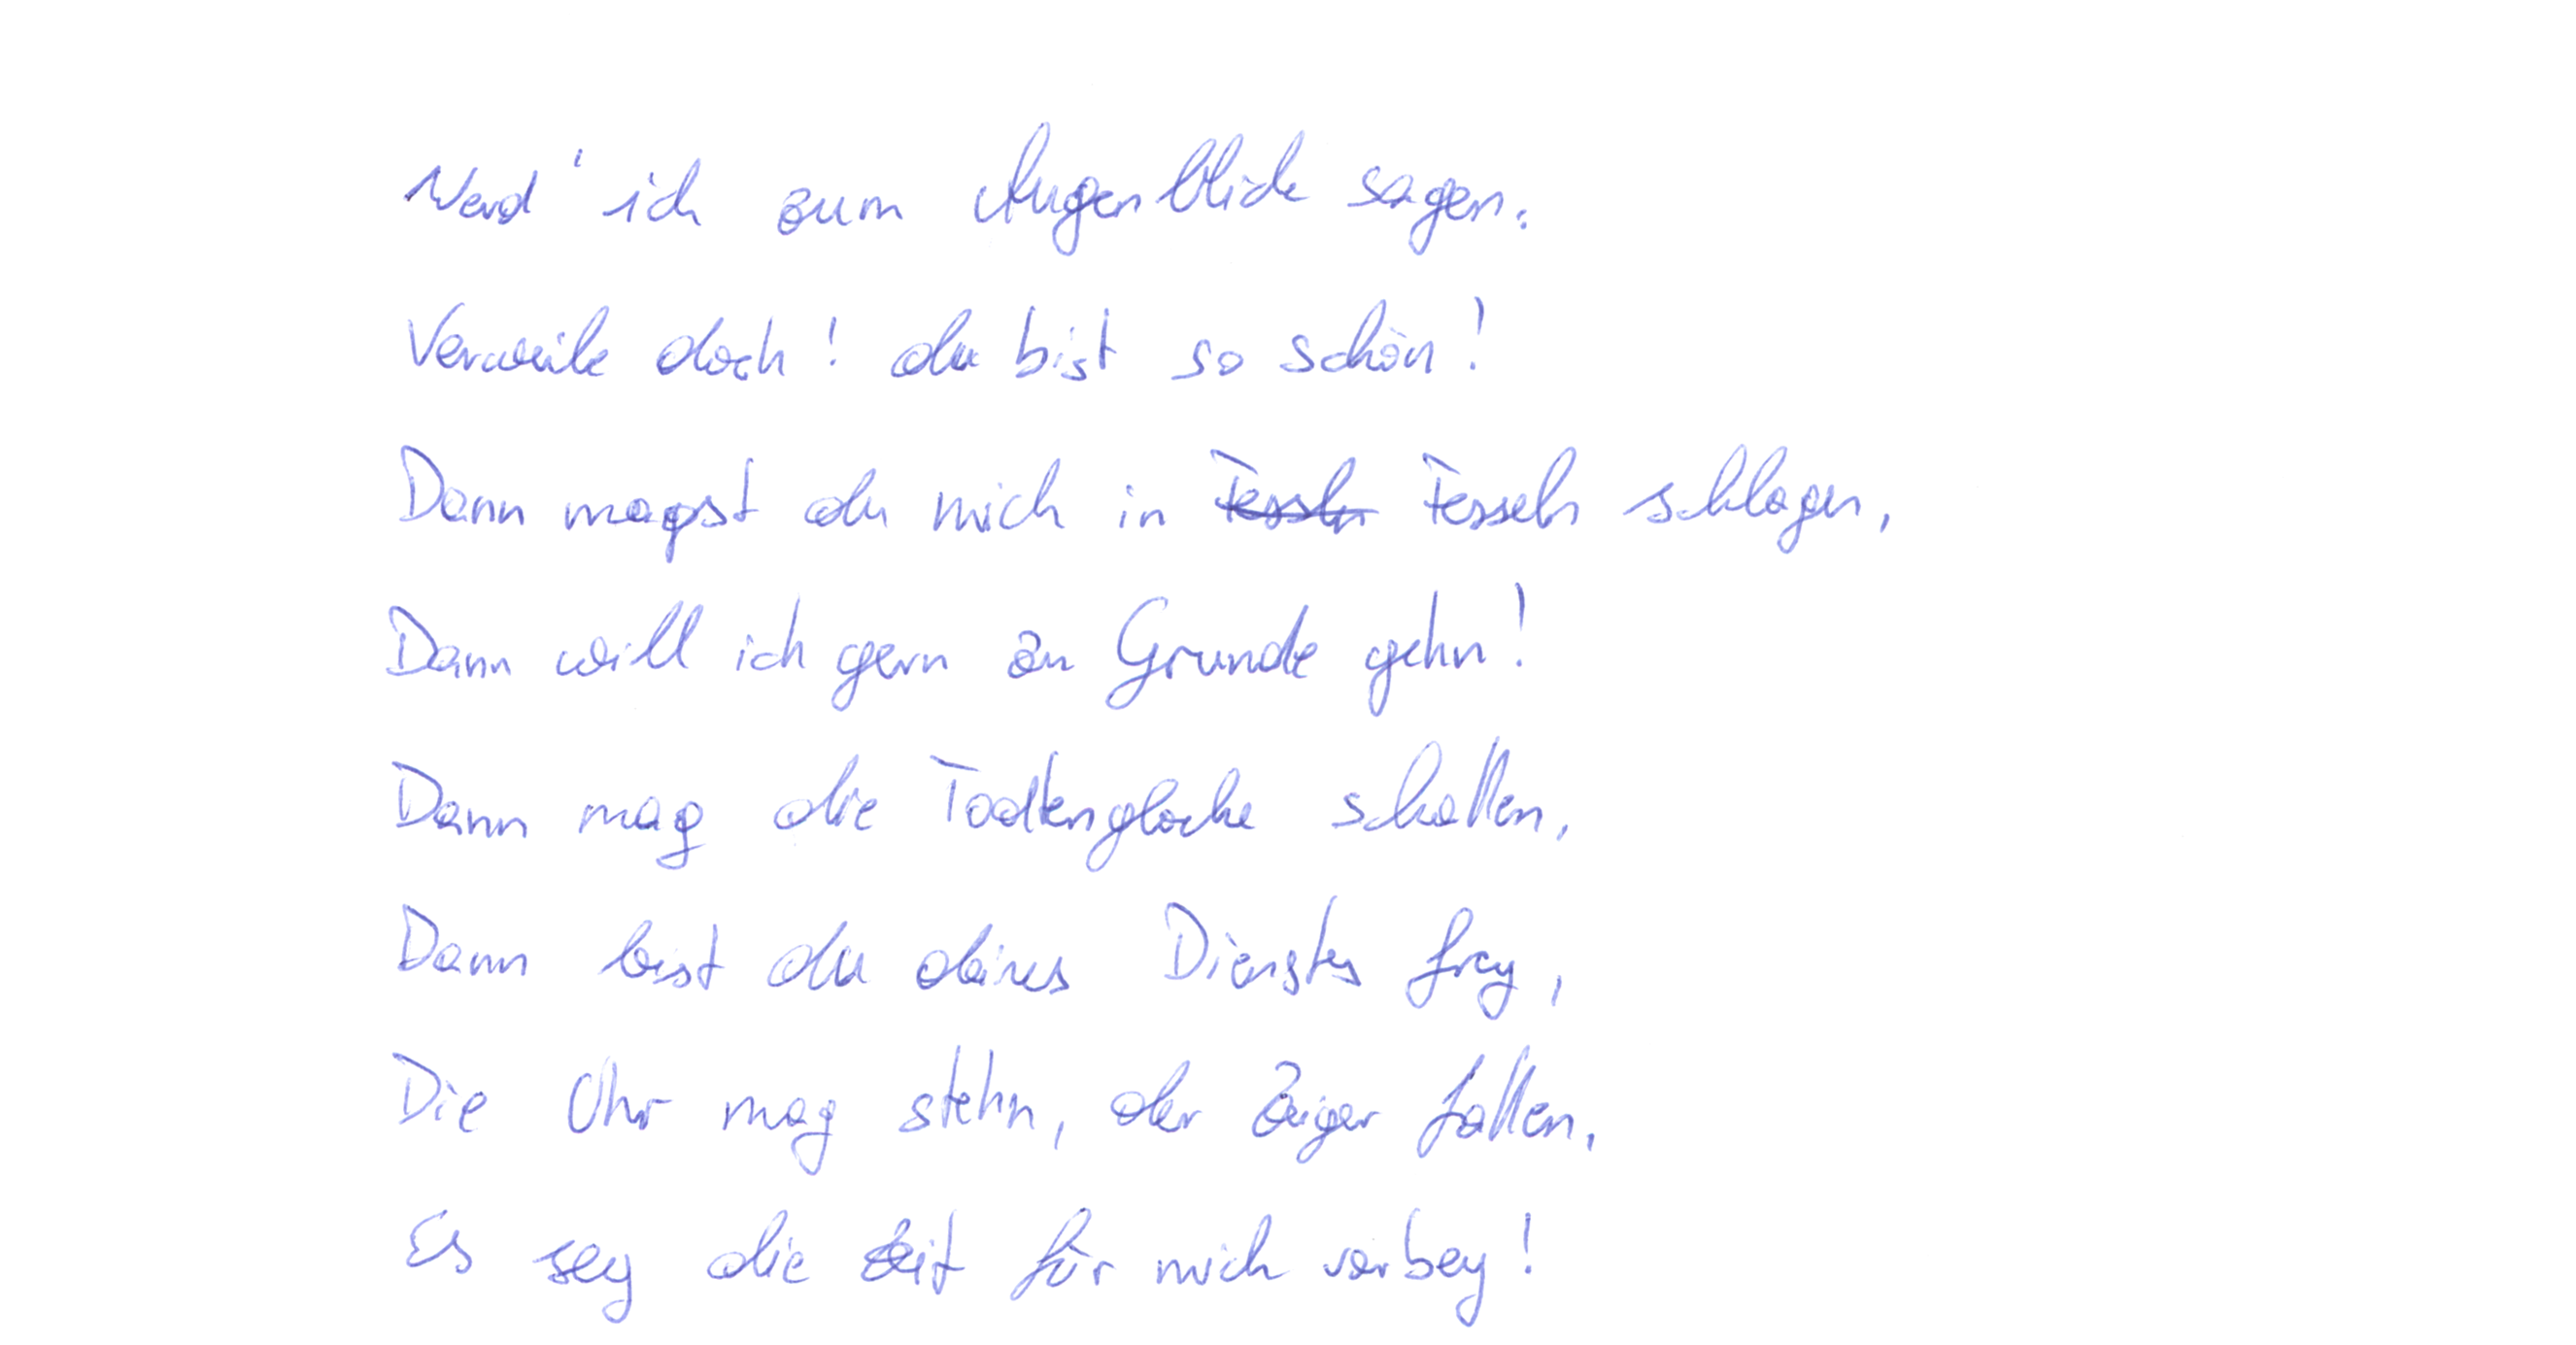 Werd' ich zum Augenblick sagen:
Verweile doch! du bist so schön!
Dann magst du mich in Fesseln schlagen,
Dann will ich gern zu Grunde gehn!
Dann mag die Todtenglocke schallen,
Dann bist du deines Dienstes frey,
Die Uhr mag stehn, der Zeiger fallen,
Es sey die Zeit für mich vorbey!